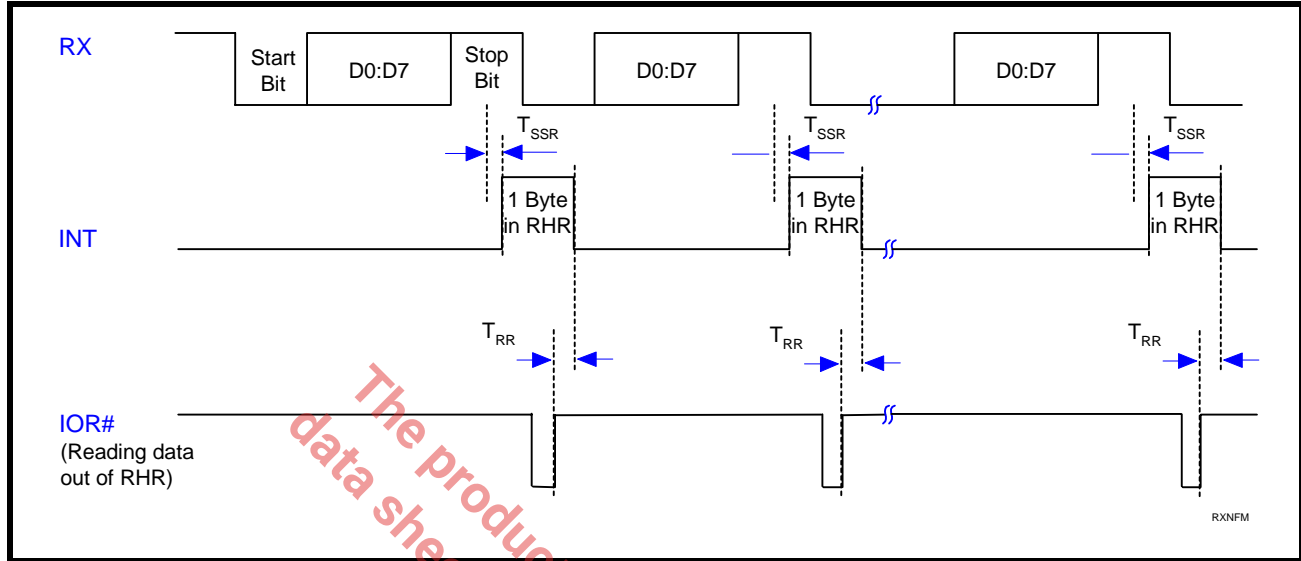 RX
Start
Bit
D0:D7
Stop
Bit
D0:D7
D0:D7
TSSR
TSSR
TSSR
1 Byte
in RHR
1 Byte
in RHR
1 Byte
in RHR
INT
TRR
TRR
TRR
IOR#
(Reading data
out of RHR)
The produc
data shee
RXNFM